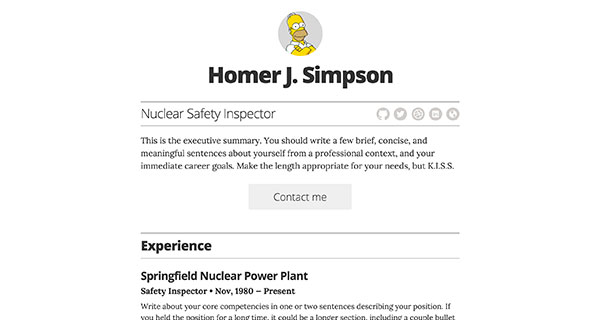 Homer J. Simpson
Nuclear Safety Inspector
This is the executive summary. You should write a few brief, concise, and
meaningful sentences about yourself from a professional context, and your
immediate career goals. Make the length appropriate for your needs, but K.I.S.S.
Contact me
Experience
Springfield Nuclear Power Plant
Safety Inspector • Nov, 1980 — Present
Write about your core competencies in one or two sentences describing your position. If
you held the position for a long time, it could be a longer section, including a couple bullet